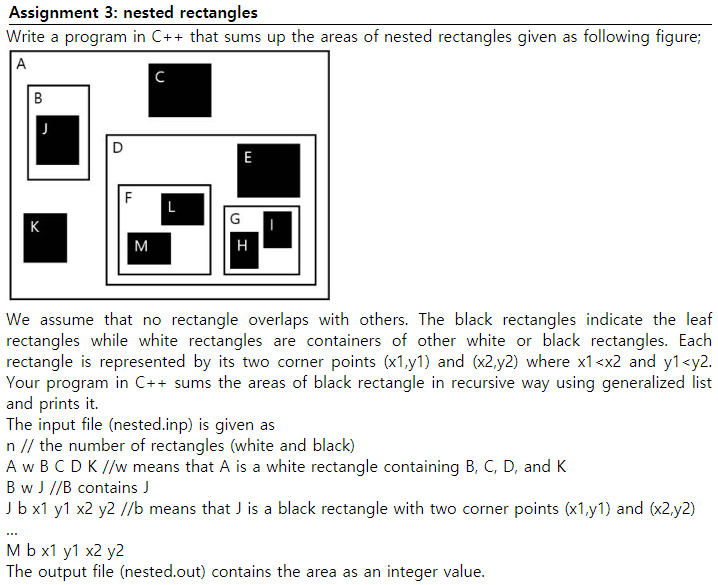 Assignment 3: nested rectangles
Write a program in C++ that sums up the areas of nested rectangles given as following figure;
A
C
B
J
D
E
F
L
G
I
K
M
H
We assume that no rectangle overlaps with others. The black rectangles indicate the leaf
rectangles while white rectangles are containers of other white or black rectangles. Each
rectangle is represented by its two corner points (x1,y1) and (x2,y2) where x1<x2 and y1<y2.
Your program in C++ sums the areas of black rectangle in recursive way using generalized list
and prints it.
The input file (nested.inp) is given as
n // the number of rectangles (white and black)
A w B C D K //w means that A is a white rectangle containing B, C, D, and K
B w J //B contains J
J b x1 y1 x2 y2 //b means that J is a black rectangle with two corner points (x1,y1) and (x2,y2)
...
M b x1 y1 x2 y2
The output file (nested.out) contains the area as an integer value.